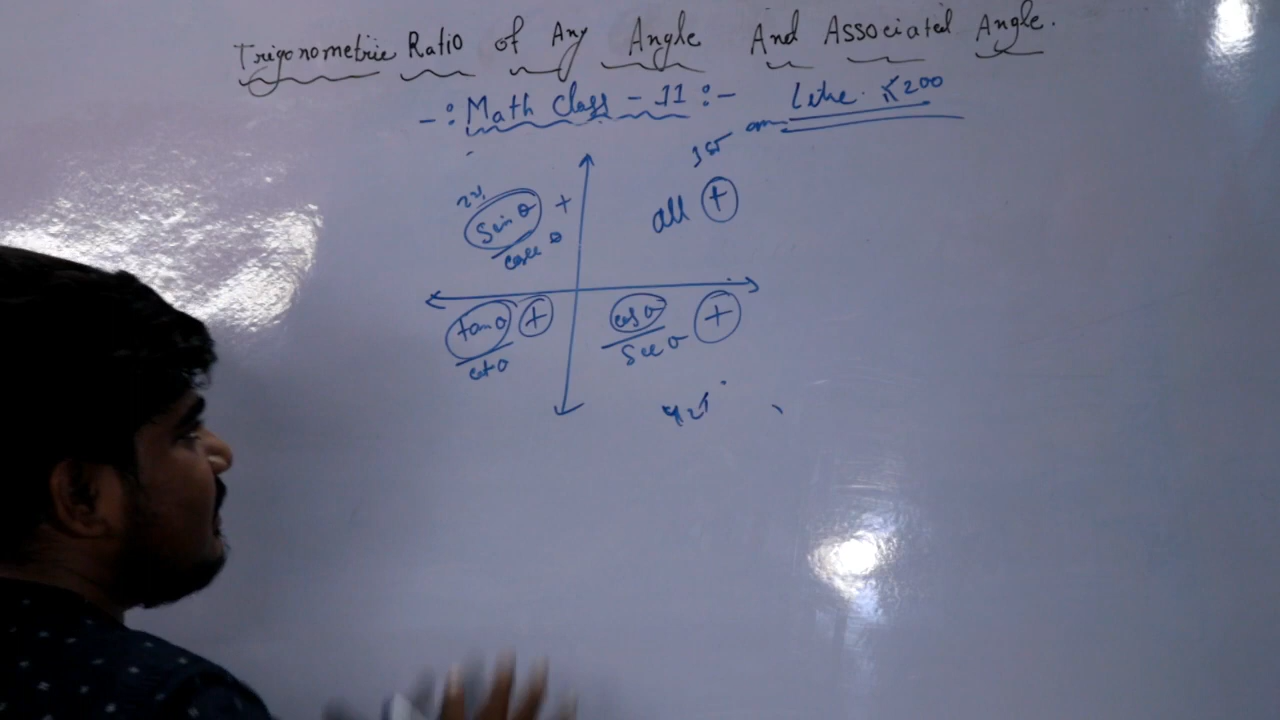 Trigonometric Ratio of Any Angle And Associated Angle.
-: Math Class - 11 :-
Like.
all +
sin θ +
cosec θ
tan θ +
cot θ
cos θ +
sec θ